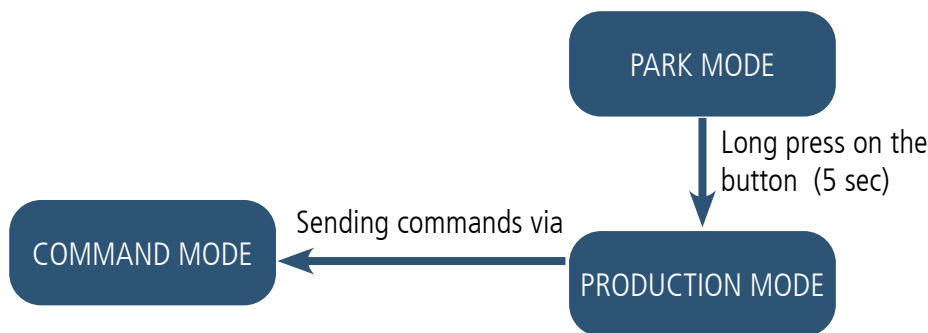 PARK MODE
Long press on the
button (5 sec)
Sending commands via
COMMAND MODE
PRODUCTION MODE